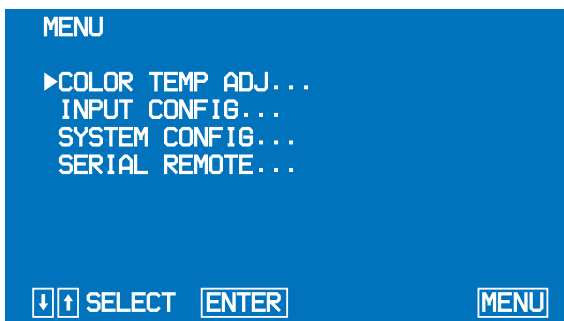 MENU
▶COLOR TEMP ADJ...
INPUT CONFIG...
SYSTEM CONFIG...
SERIAL REMOTE...
↓↑ SELECT ENTER MENU